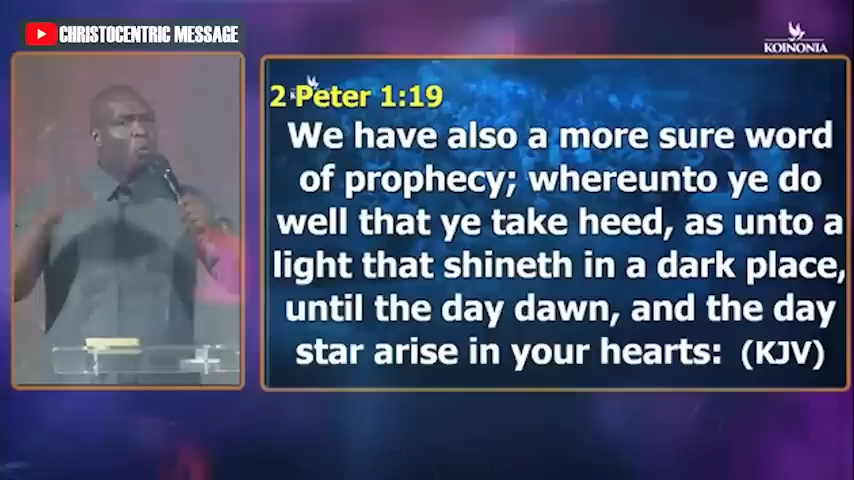 CHRISTOCENTRIC MESSAGE
KOINONIA
2 Peter 1:19
We have also a more sure word
of prophecy; whereunto ye do
well that ye take heed, as unto a
light that shineth in a dark place,
until the day dawn, and the day
star arise in your hearts: (KJV)